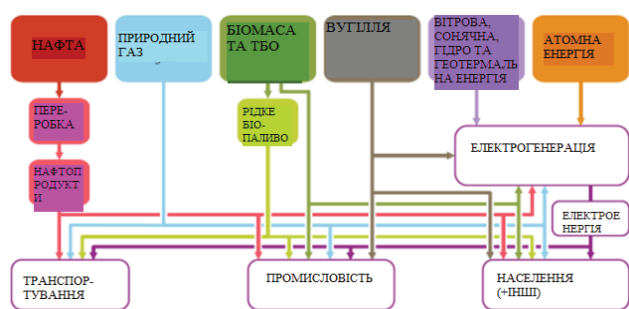 НАФТА
ПРИРОДНИЙ
ГАЗ
БІОМАСА
ТА ТБО
ВУГІЛЛЯ
ВІТРОВА,
СОНЯЧНА,
ГІДРО ТА
ГЕОТЕРМАЛЬ
НА ЕНЕРГІЯ
АТОМНА
ЕНЕРГІЯ
ПЕРЕ-
РОБКА
РІДКЕ
БІО-
ПАЛИВО
ЕЛЕКТРОГЕНЕРАЦІЯ
НАФТОП
РОДУКТ
И
ЕЛЕКТРОЕ
НЕРГІЯ
ТРАНСПОР-
ТУВАННЯ
ПРОМИСЛОВІСТЬ
НАСЕЛЕННЯ
(+ІНШІ)